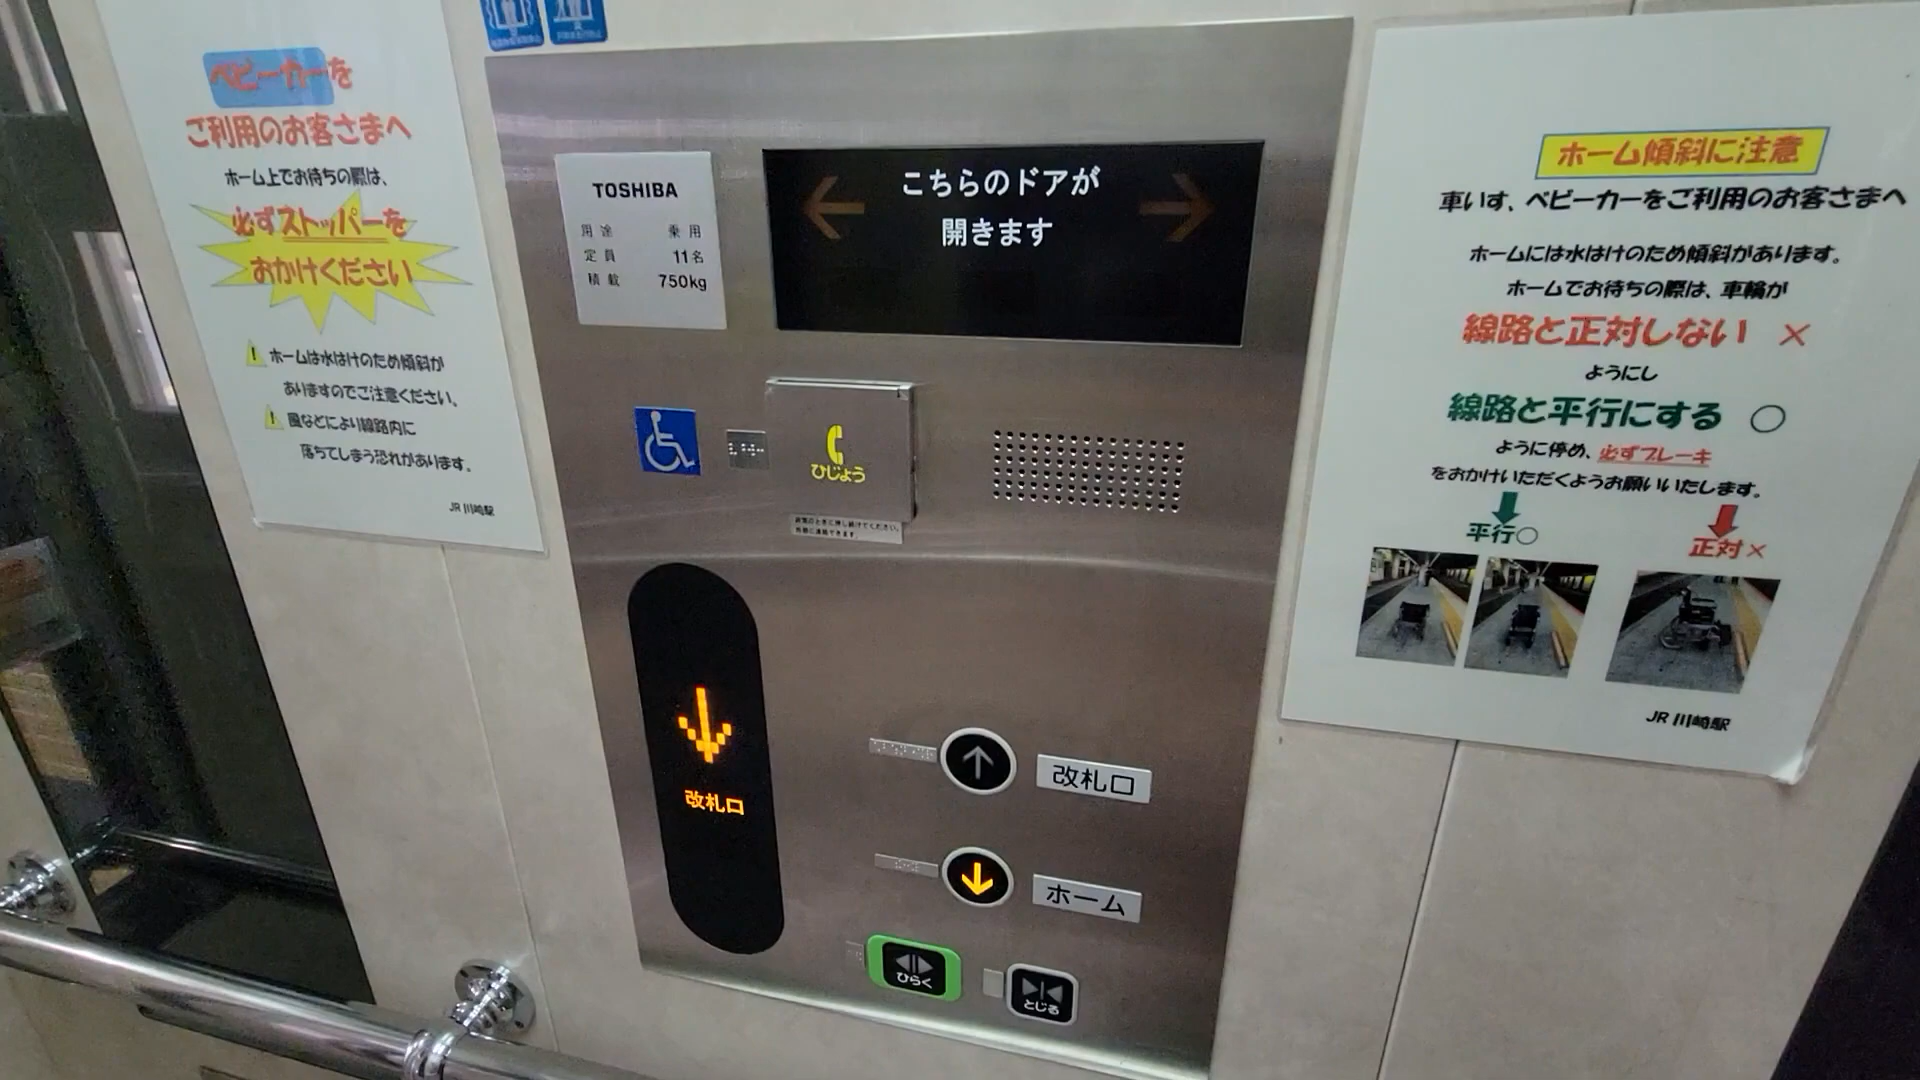 ベビーカーを
ご利用のお客さまへ
ホーム上でお待ちの際は、
必ずストッパーを
おかけください
ホームは水はけのため傾斜が
ありますのでご注意ください。
風などにより線路内に
落ちてしまう恐れがあります。
JR 川崎駅
TOSHIBA
用途 乗用
定員 11名
積載 750kg
こちらのドアが
開きます
ひじょう
改札口
改札口
ホーム
ひらく
とじる
ホーム傾斜に注意
車いす、ベビーカーをご利用のお客さまへ
ホームには水はけのため傾斜があります。
ホームでお待ちの際は、車輪が
線路と正対しない ×
ようにし
線路と平行にする ○
ように停め、必ずブレーキ
をおかけいただくようお願いいたします。
平行○
正対×
JR 川崎駅